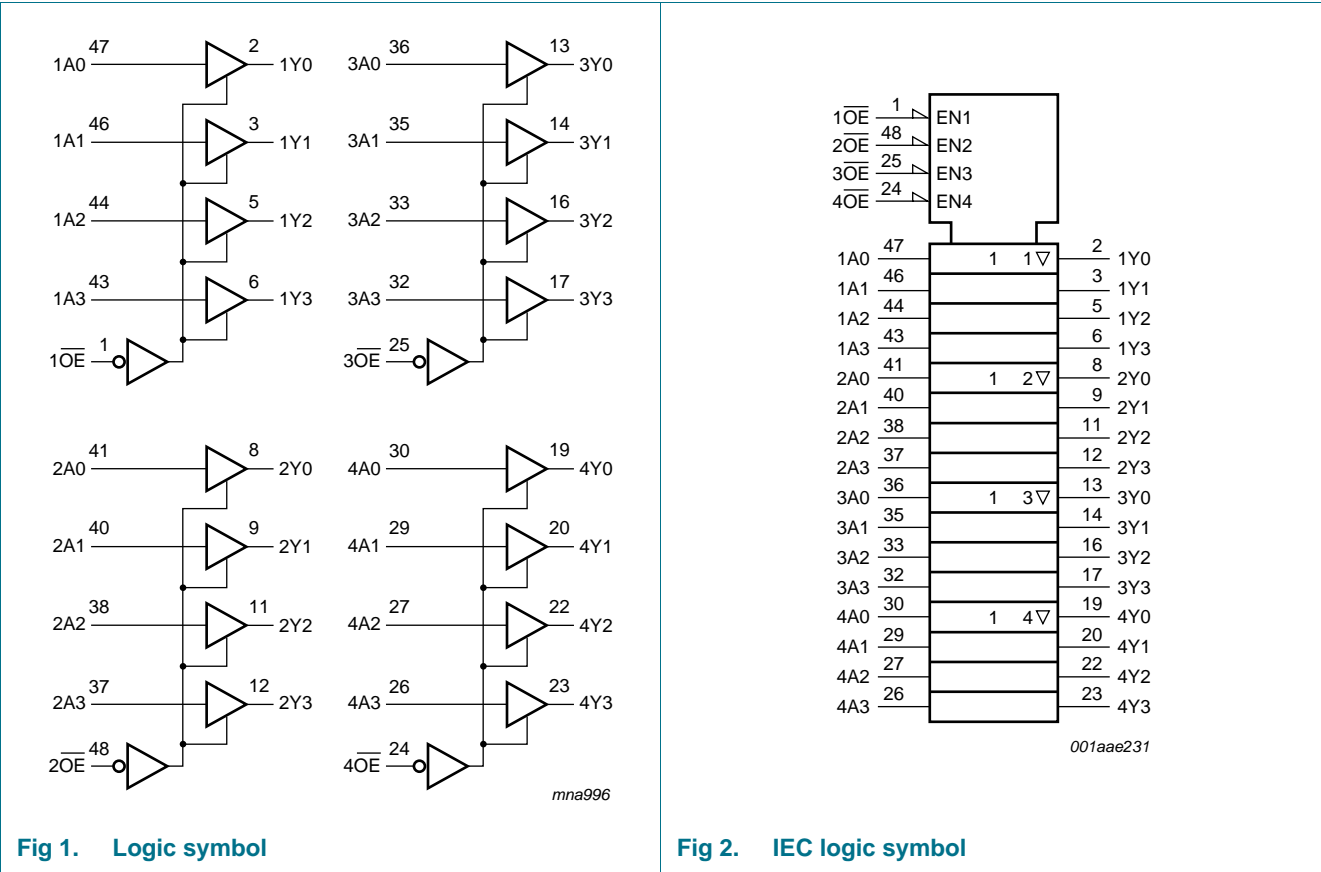 47 2
1A0 1Y0
46 3
1A1 1Y1
44 5
1A2 1Y2
43 6
1A3 1Y3
1
1O̅E̅
36 13
3A0 3Y0
35 14
3A1 3Y1
33 16
3A2 3Y2
32 17
3A3 3Y3
25
3O̅E̅
41 8
2A0 2Y0
40 9
2A1 2Y1
38 11
2A2 2Y2
37 12
2A3 2Y3
48
2O̅E̅
30 19
4A0 4Y0
29 20
4A1 4Y1
27 22
4A2 4Y2
26 23
4A3 4Y3
24
4O̅E̅
mna996
Fig 1. Logic symbol
1O̅E̅ 1 EN1
2O̅E̅ 48 EN2
3O̅E̅ 25 EN3
4O̅E̅ 24 EN4
1A0 47 1 1▽ 2 1Y0
1A1 46 3 1Y1
1A2 44 5 1Y2
1A3 43 6 1Y3
2A0 41 1 2▽ 8 2Y0
2A1 40 9 2Y1
2A2 38 11 2Y2
2A3 37 12 2Y3
3A0 36 1 3▽ 13 3Y0
3A1 35 14 3Y1
3A2 33 16 3Y2
3A3 32 17 3Y3
4A0 30 1 4▽ 19 4Y0
4A1 29 20 4Y1
4A2 27 22 4Y2
4A3 26 23 4Y3
001aae231
Fig 2. IEC logic symbol